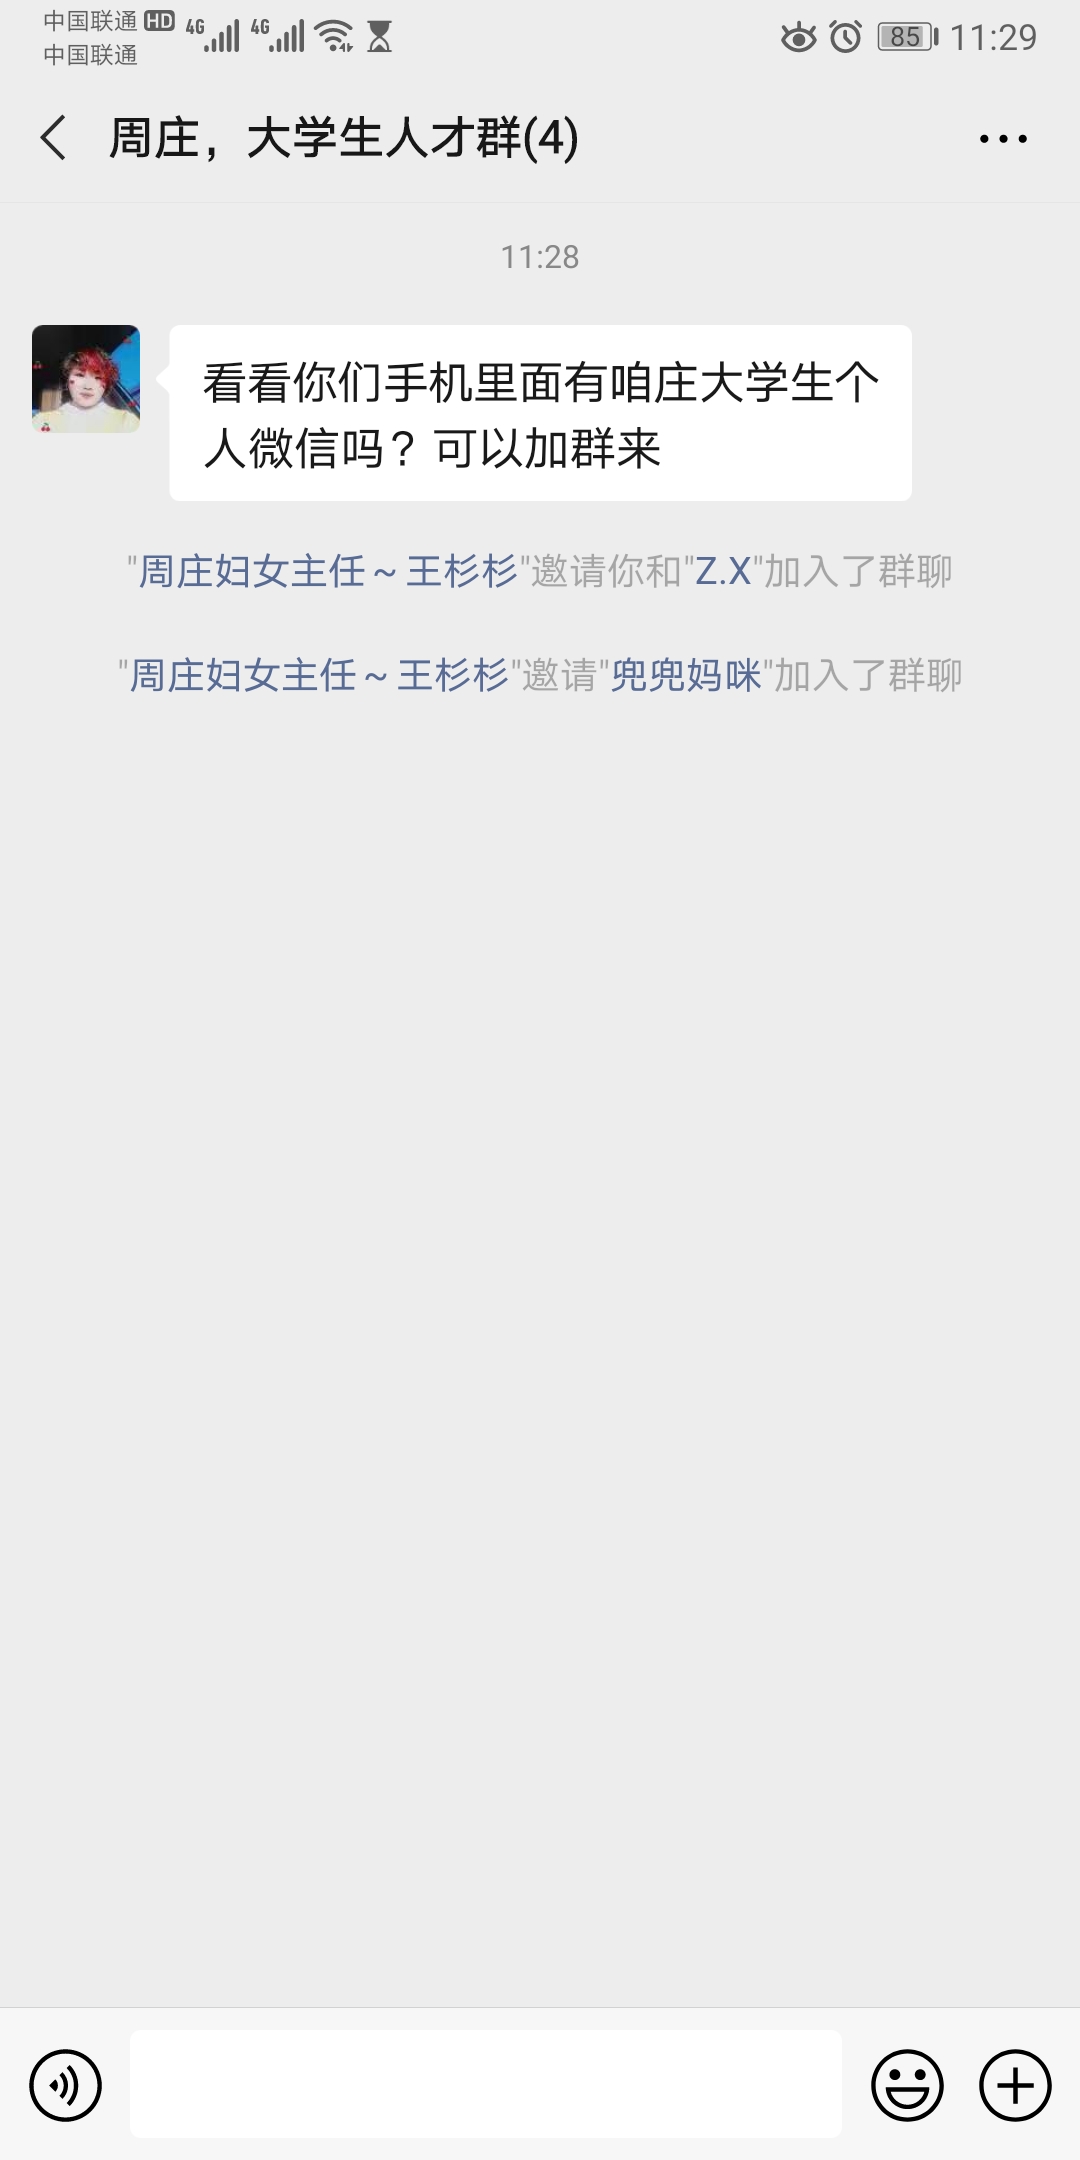 中国联通 HD 4G 4G 85 11:29
中国联通
周庄，大学生人才群(4)
11:28
看看你们手机里面有咱庄大学生个
人微信吗？可以加群来
"周庄妇女主任～王杉杉"邀请你和"Z.X"加入了群聊
"周庄妇女主任～王杉杉"邀请"兜兜妈咪"加入了群聊